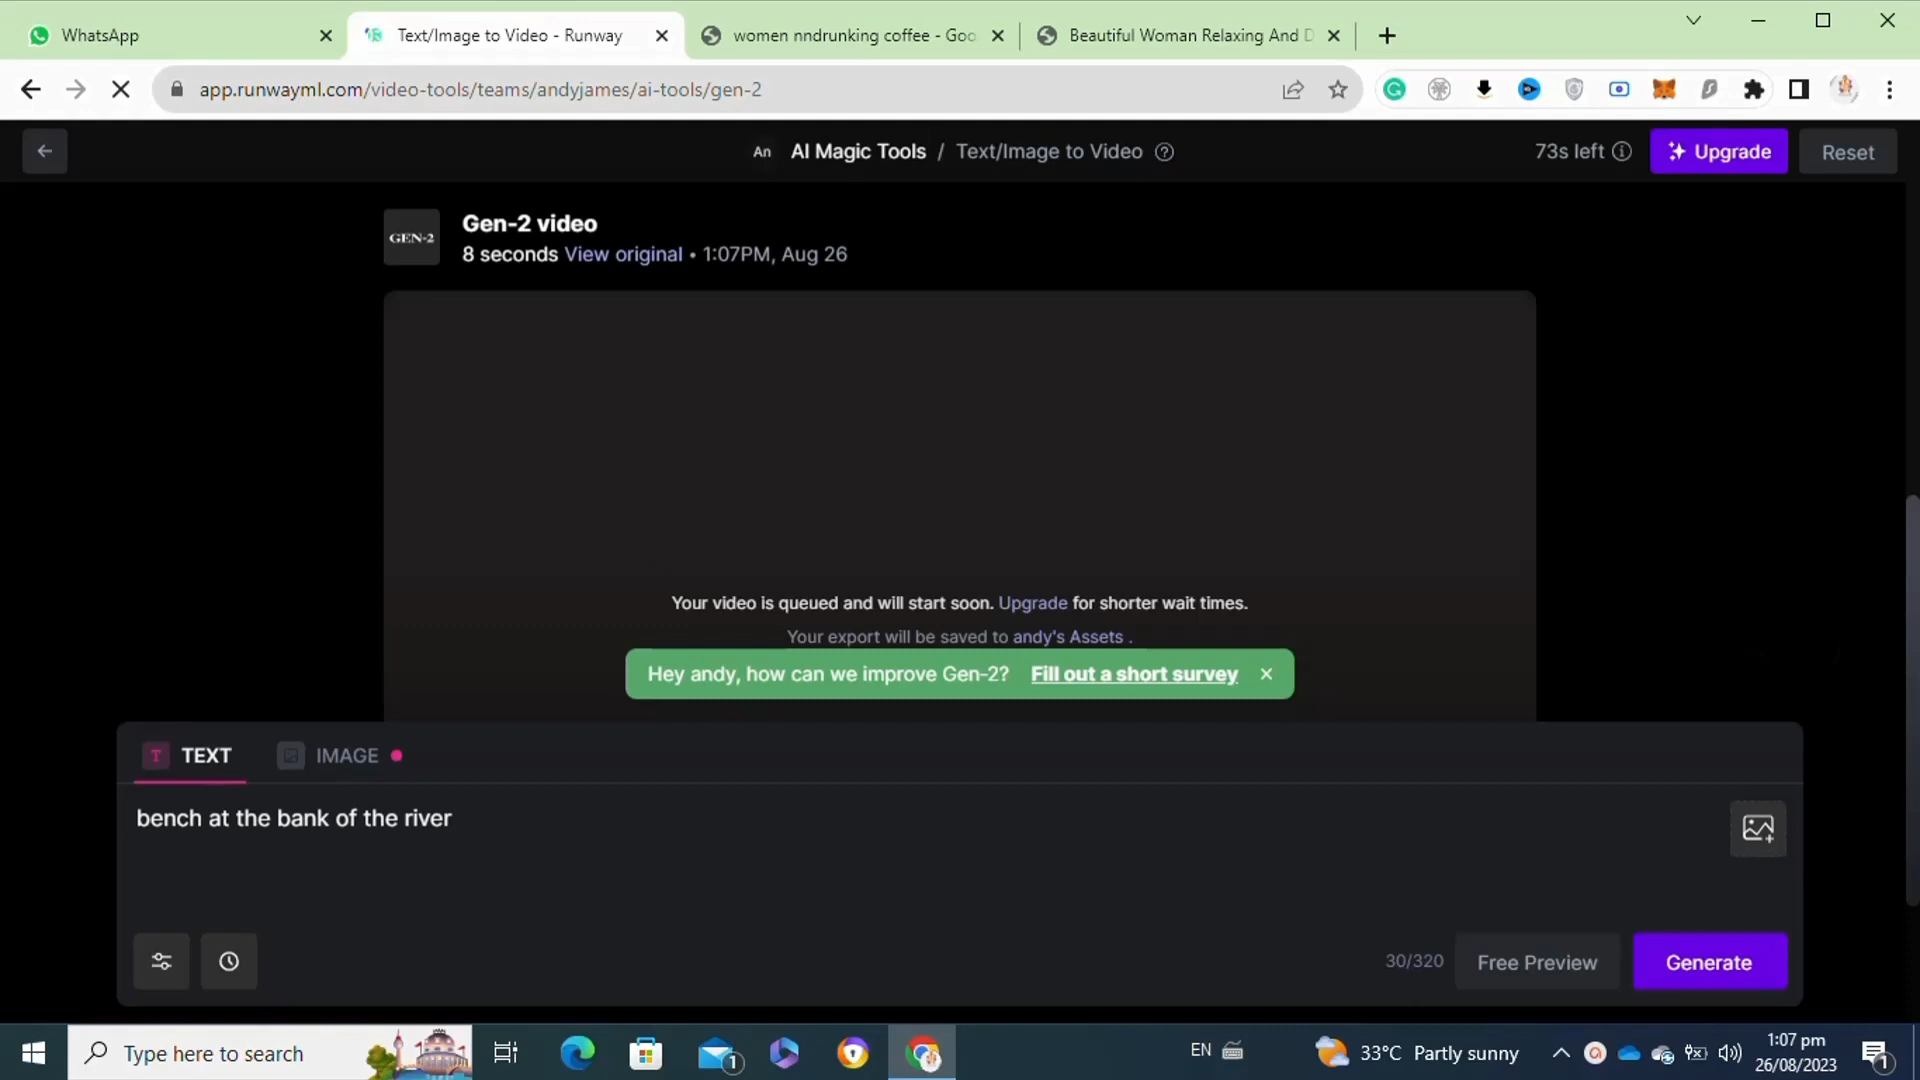 WhatsApp
Text/Image to Video - Runway
women nndrunking coffee - Goo
Beautiful Woman Relaxing And D
app.runwayml.com/video-tools/teams/andyjames/ai-tools/gen-2
An AI Magic Tools / Text/Image to Video
73s left
Upgrade
Reset
GEN-2
Gen-2 video
8 seconds View original • 1:07PM, Aug 26
Your video is queued and will start soon. Upgrade for shorter wait times.
Your export will be saved to andy's Assets .
Hey andy, how can we improve Gen-2? Fill out a short survey
T TEXT
IMAGE
bench at the bank of the river
30/320
Free Preview
Generate
Type here to search
1
EN
33°C Partly sunny
1:07 pm
26/08/2023
1